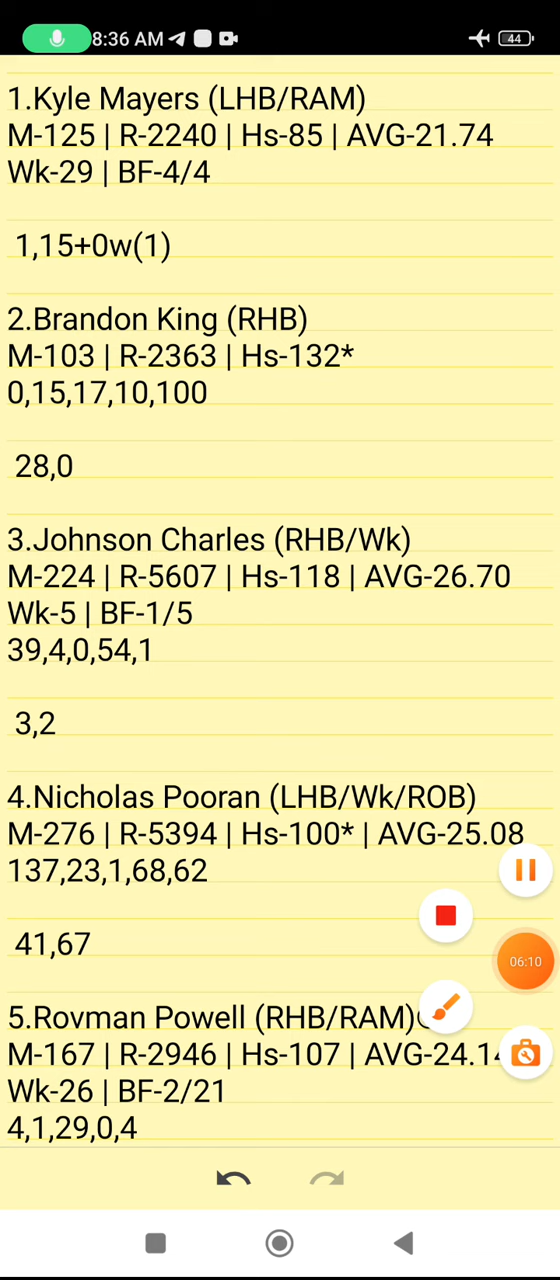 8:36 AM
44
1.Kyle Mayers (LHB/RAM)
M-125 | R-2240 | Hs-85 | AVG-21.74
Wk-29 | BF-4/4
1,15+0w(1)
2.Brandon King (RHB)
M-103 | R-2363 | Hs-132*
0,15,17,10,100
28,0
3.Johnson Charles (RHB/Wk)
M-224 | R-5607 | Hs-118 | AVG-26.70
Wk-5 | BF-1/5
39,4,0,54,1
3,2
4.Nicholas Pooran (LHB/Wk/ROB)
M-276 | R-5394 | Hs-100* | AVG-25.08
137,23,1,68,62
41,67
06:10
5.Rovman Powell (RHB/RAM)
M-167 | R-2946 | Hs-107 | AVG-24.14
Wk-26 | BF-2/21
4,1,29,0,4